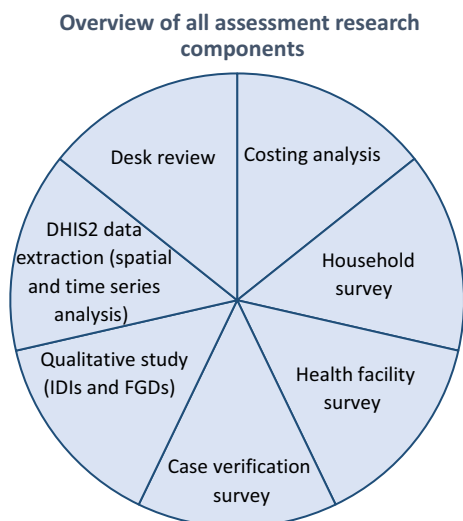 Overview of all assessment research
components
Desk review
Costing analysis
DHIS2 data
extraction (spatial
and time series
analysis)
Household
survey
Qualitative study
(IDIs and FGDs)
Health facility
survey
Case verification
survey